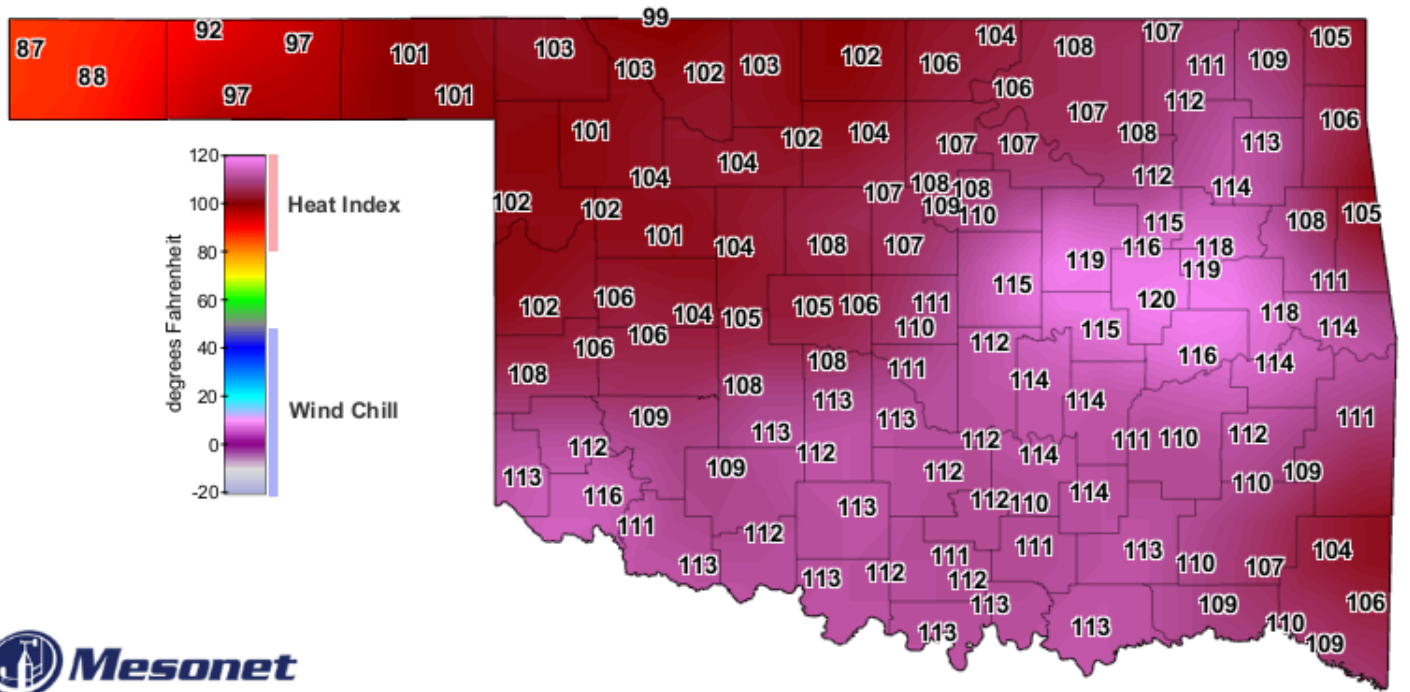 99
87 92 97 101 103 103 102 103 102 106 104 108 107 111 109 105
88 97 101 106 107 112 106
101 102 104 107 107 108 113
104 104 112 114
102 102 107 108 108 109 110 115 108 105
101 104 108 107 119 116 118 119 111
102 106 104 105 105 106 111 115 120 118
106 106 110 112 115 114
108 108 108 111 114 116 114
109 113 113 113 114 111
112 113 112 112 114 111 110 112
113 109 112 110 109
116 113 112 110 114
111 112 111 111 113 104
113 113 112 112 110 107
113 113 113 109 110 109 106
120
100
80
60
40
20
0
-20
degrees Fahrenheit
Heat Index
Wind Chill
Mesonet